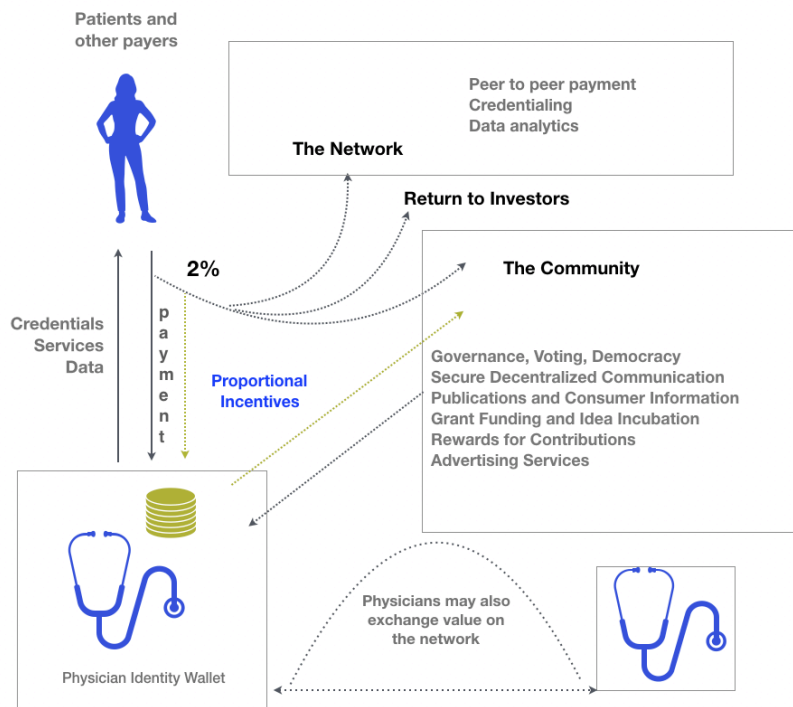 Patients and
other payers
Peer to peer payment
Credentialing
Data analytics
The Network
Return to Investors
2%
The Community
Credentials
Services
Data
payment
Proportional
Incentives
Governance, Voting, Democracy
Secure Decentralized Communication
Publications and Consumer Information
Grant Funding and Idea Incubation
Rewards for Contributions
Advertising Services
Physicians may also
exchange value on
the network
Physician Identity Wallet